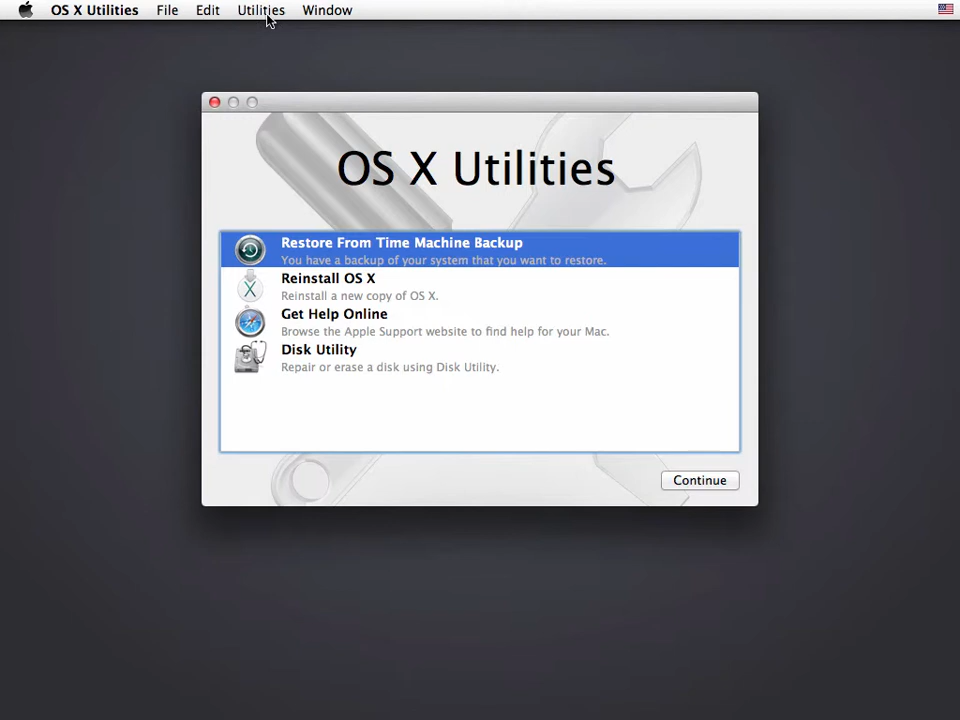 OS X Utilities File Edit Utilities Window
OS X Utilities
Restore From Time Machine Backup
You have a backup of your system that you want to restore.
Reinstall OS X
Reinstall a new copy of OS X.
Get Help Online
Browse the Apple Support website to find help for your Mac.
Disk Utility
Repair or erase a disk using Disk Utility.
Continue